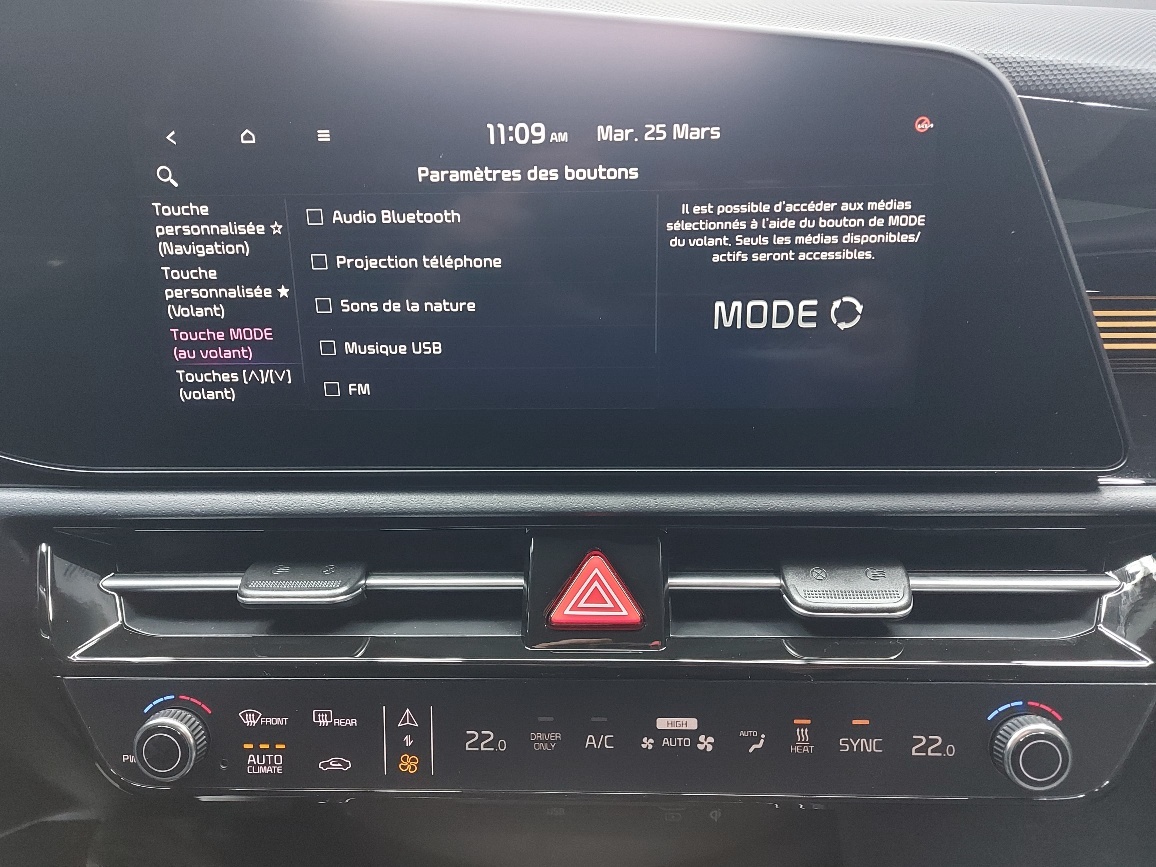 11:09 AM Mar. 25 Mars
Paramètres des boutons
Touche
personnalisée ☆
(Navigation)
Touche
personnalisée ★
(Volant)
Touche MODE
(au volant)
Touches [∧]/[∨]
(volant)
Audio Bluetooth
Projection téléphone
Sons de la nature
Musique USB
FM
Il est possible d'accéder aux médias
sélectionnés à l'aide du bouton de MODE
du volant. Seuls les médias disponibles/
actifs seront accessibles.
MODE
FRONT
REAR
AUTO
CLIMATE
22.0
DRIVER
ONLY
A/C
HIGH
AUTO
AUTO
HEAT
SYNC
22.0